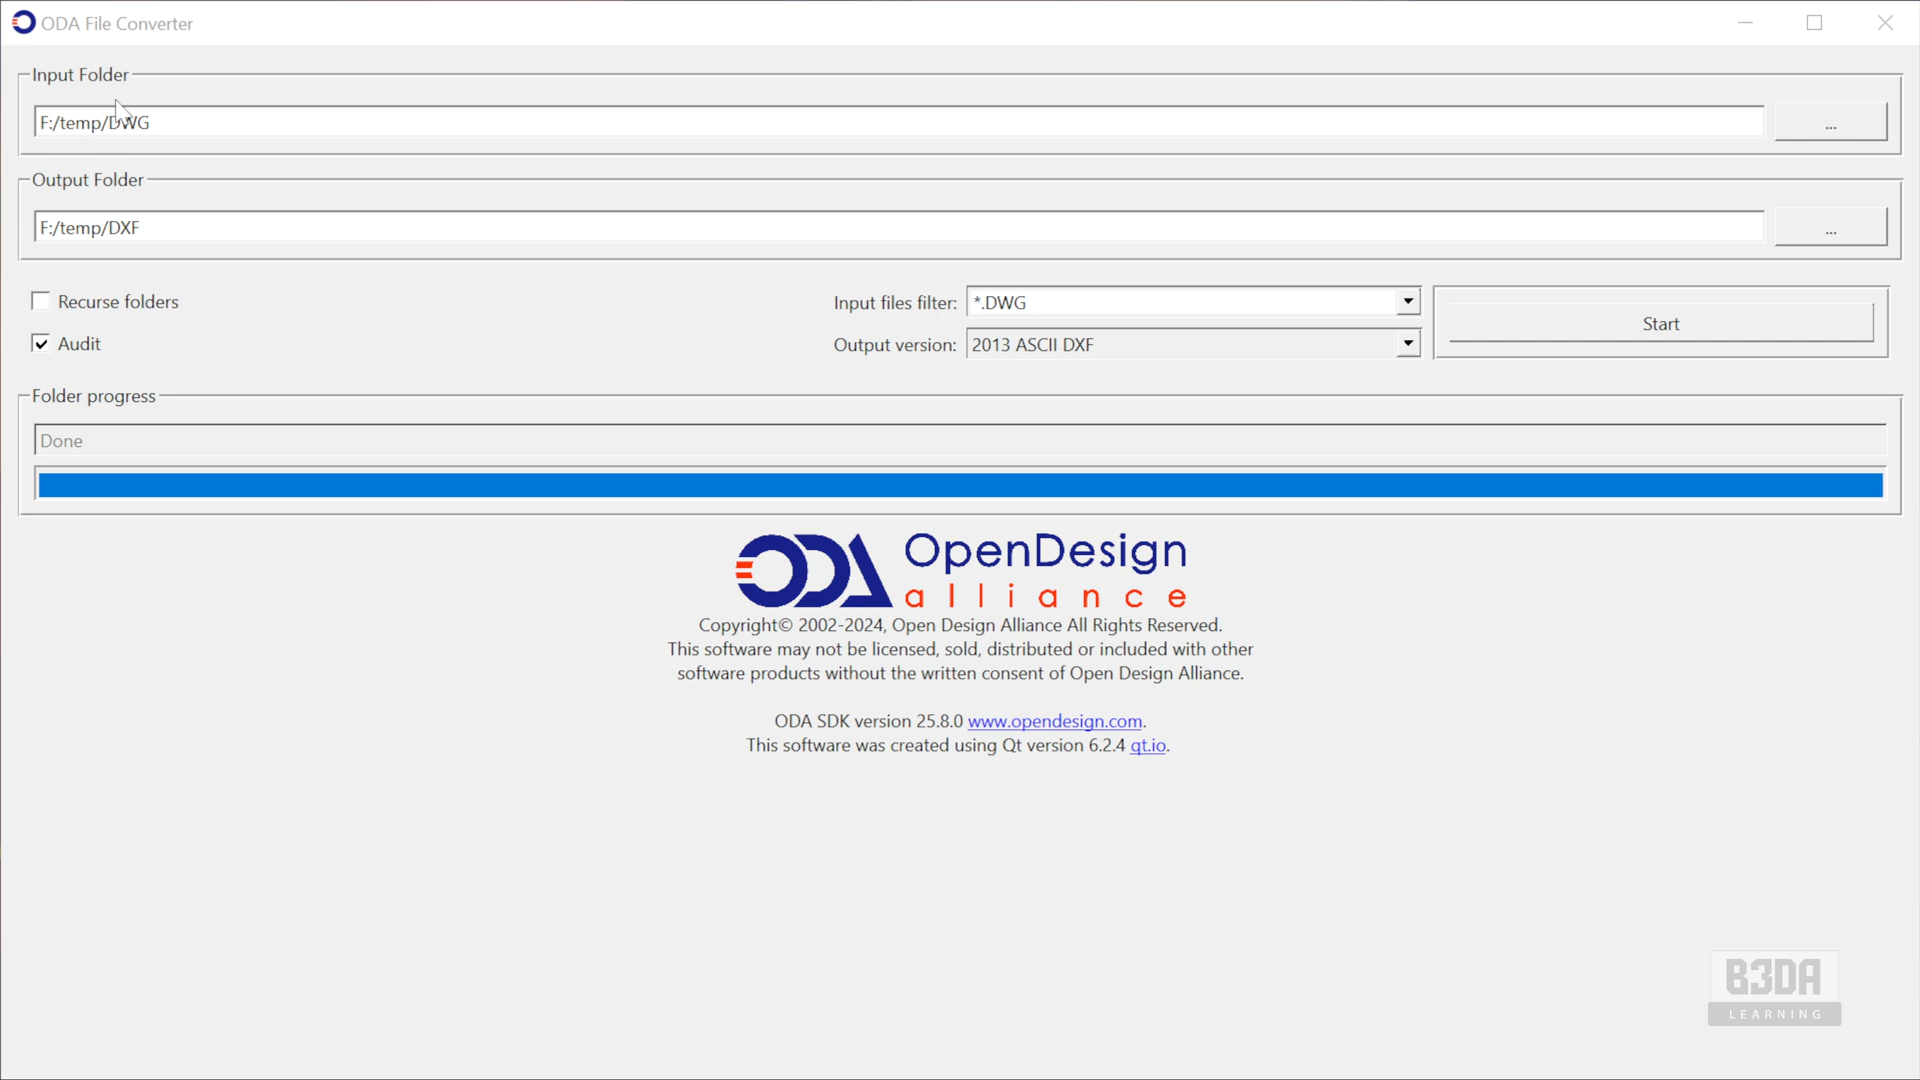 ODA File Converter
Input Folder
F:/temp/DWG
...
Output Folder
F:/temp/DXF
...
Recurse folders
Input files filter: *.DWG
Start
Audit
Output version: 2013 ASCII DXF
Folder progress
Done
ODA OpenDesign
alliance
Copyright© 2002-2024, Open Design Alliance All Rights Reserved.
This software may not be licensed, sold, distributed or included with other
software products without the written consent of Open Design Alliance.
ODA SDK version 25.8.0 www.opendesign.com.
This software was created using Qt version 6.2.4 qt.io.
B3DA
LEARNING